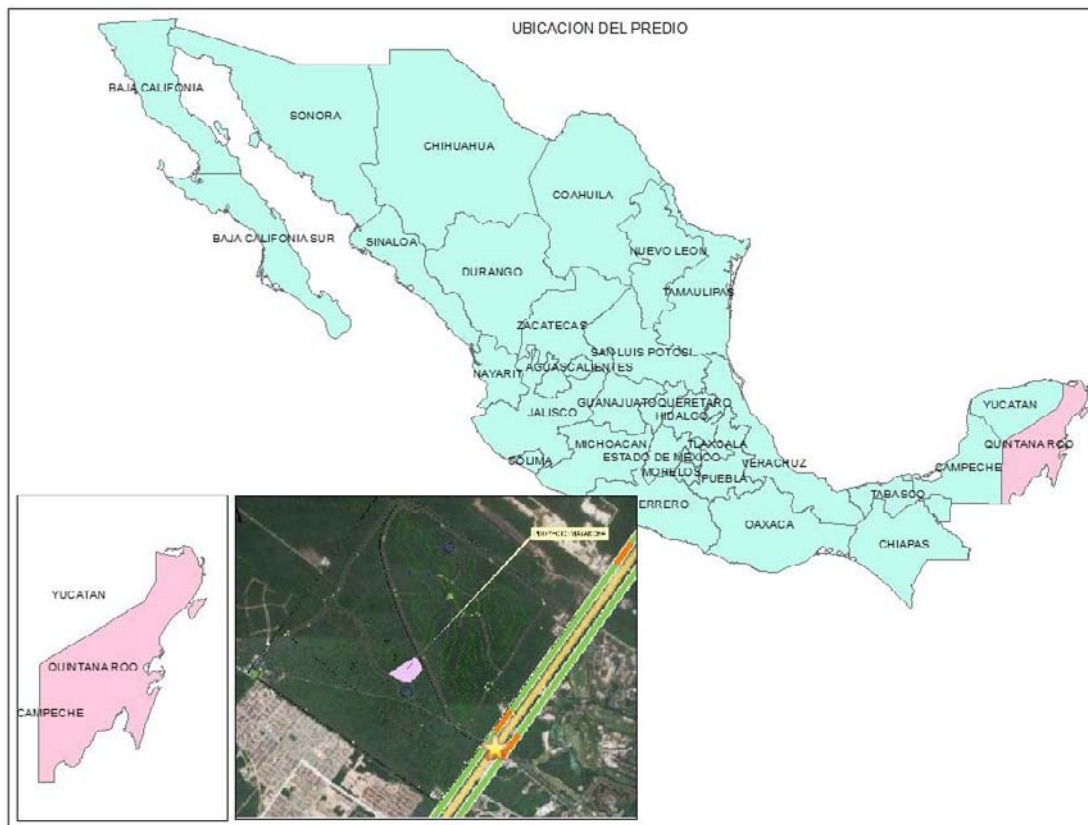 UBICACION DEL PREDIO
BAJA CALIFONIA
SONORA
CHIHUAHUA
COAHUILA
BAJA CALIFONIA SUR
SINALOA
NUEVO LEON
DURANGO
TAMAULIPAS
ZACATECAS
SAN LUIS POTOSI
NAYARIT
AGUASCALIENTES
GUANAJUATO
QUERETARO
JALISCO
HIDALGO
YUCATAN
MICHOACAN
TLAXCALA
QUINTANA ROO
ESTADO DE MEXICO
VERACRUZ
COLIMA
CAMPECHE
MORELOS
PUEBLA
TABASCO
ERRERO
OAXACA
CHIAPAS
YUCATAN
QUINTANA ROO
CAMPECHE